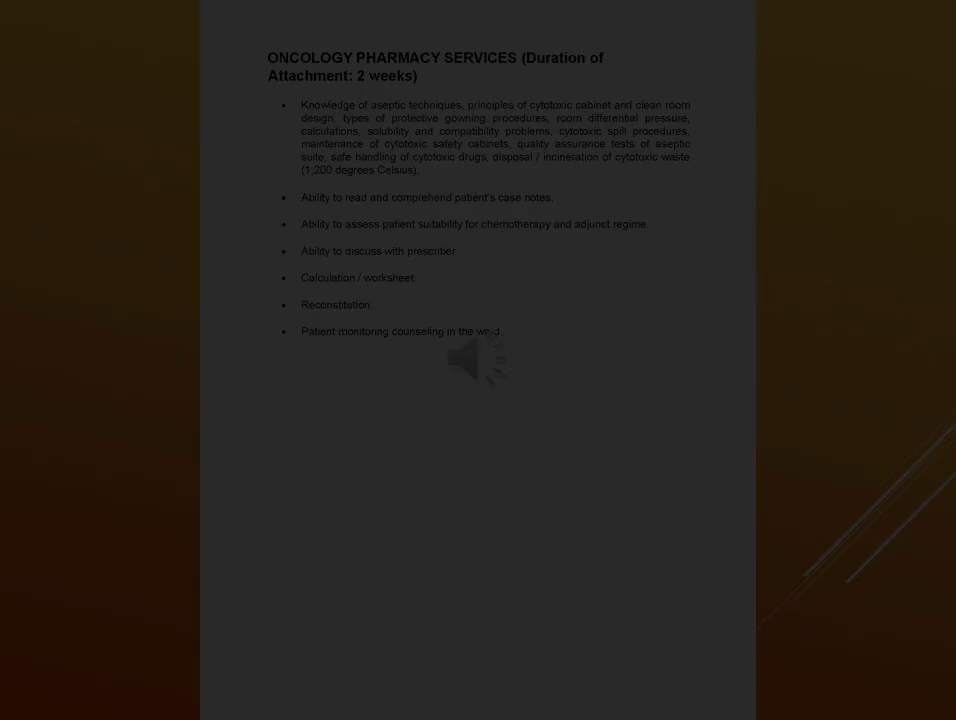 ONCOLOGY PHARMACY SERVICES (Duration of
Attachment: 2 weeks)
• Knowledge of aseptic techniques, principles of cytotoxic cabinet and clean room
design, types of protective gowning procedures, room differential pressure,
calculations, solubility and compatibility problems, cytotoxic spill procedures,
maintenance of cytotoxic safety cabinets, quality assurance tests of aseptic
suite, safe handling of cytotoxic drugs, disposal / incineration of cytotoxic waste
(1,200 degrees Celsius).
• Ability to read and comprehend patient's case notes.
• Ability to assess patient suitability for chemotherapy and adjunct regime.
• Ability to discuss with prescriber
• Calculation / worksheet
• Reconstitution.
• Patient monitoring counseling in the ward.